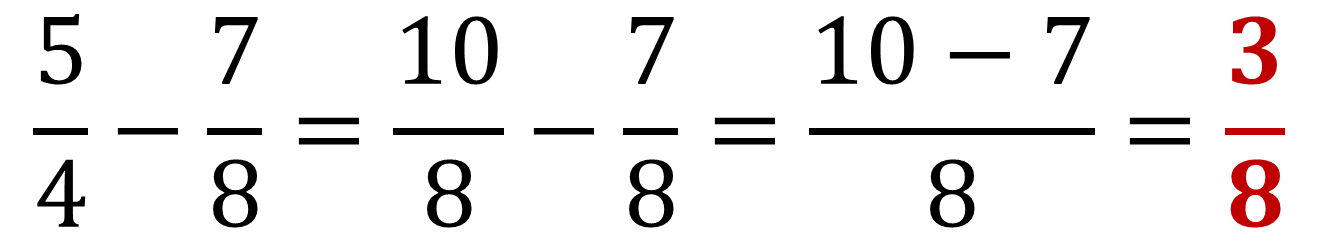 5/4 − 7/8 = 10/8 − 7/8 = (10 − 7)/8 = 3/8